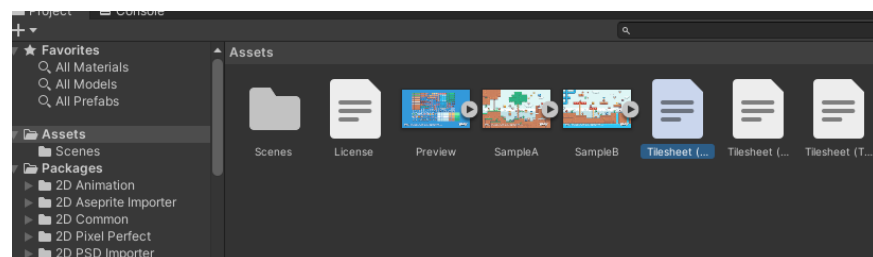 Project
Console
Favorites
All Materials
All Models
All Prefabs
Assets
Scenes
Packages
2D Animation
2D Aseprite Importer
2D Common
2D Pixel Perfect
2D PSD Importer
Assets
Scenes
License
Preview
SampleA
SampleB
Tilesheet (...
Tilesheet (...
Tilesheet (T...